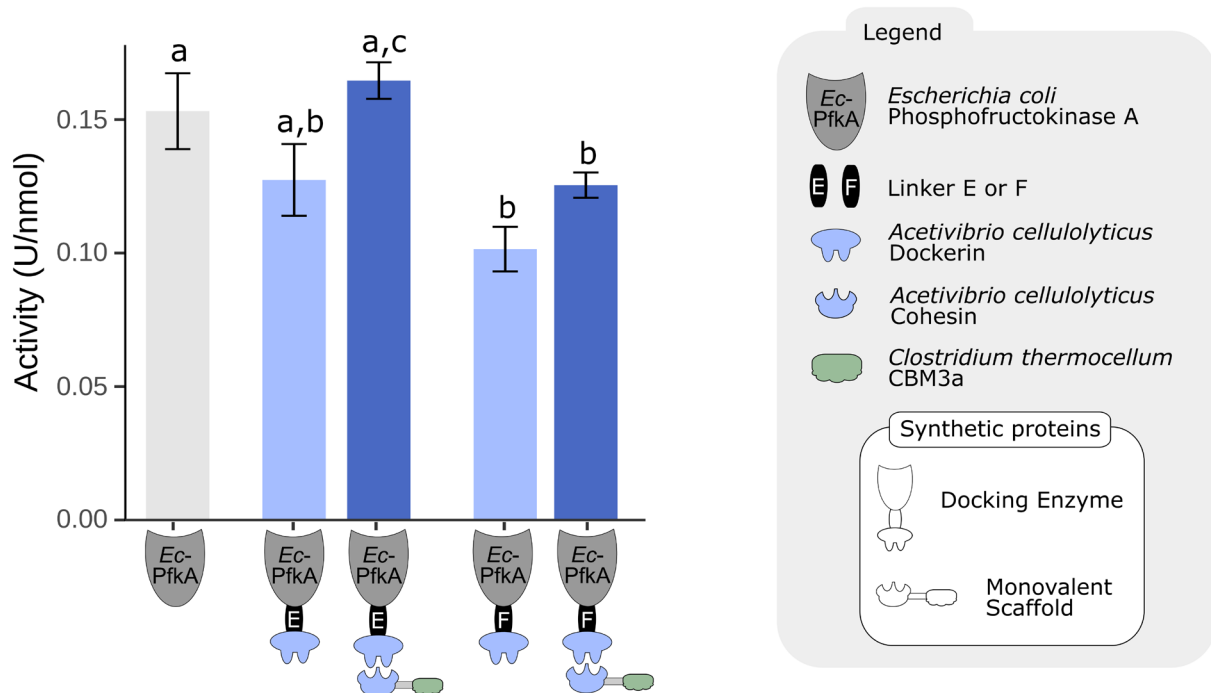 Activity (U/nmol)
0.15
0.10
0.05
0.00
a
a,b
a,c
b
b
Ec-
PfkA
Ec-
PfkA
E
Ec-
PfkA
E
Ec-
PfkA
F
Ec-
PfkA
F
Legend
Ec-
PfkA
Escherichia coli
Phosphofructokinase A
E F
Linker E or F
Acetivibrio cellulolyticus
Dockerin
Acetivibrio cellulolyticus
Cohesin
Clostridium thermocellum
CBM3a
Synthetic proteins
Docking Enzyme
Monovalent
Scaffold